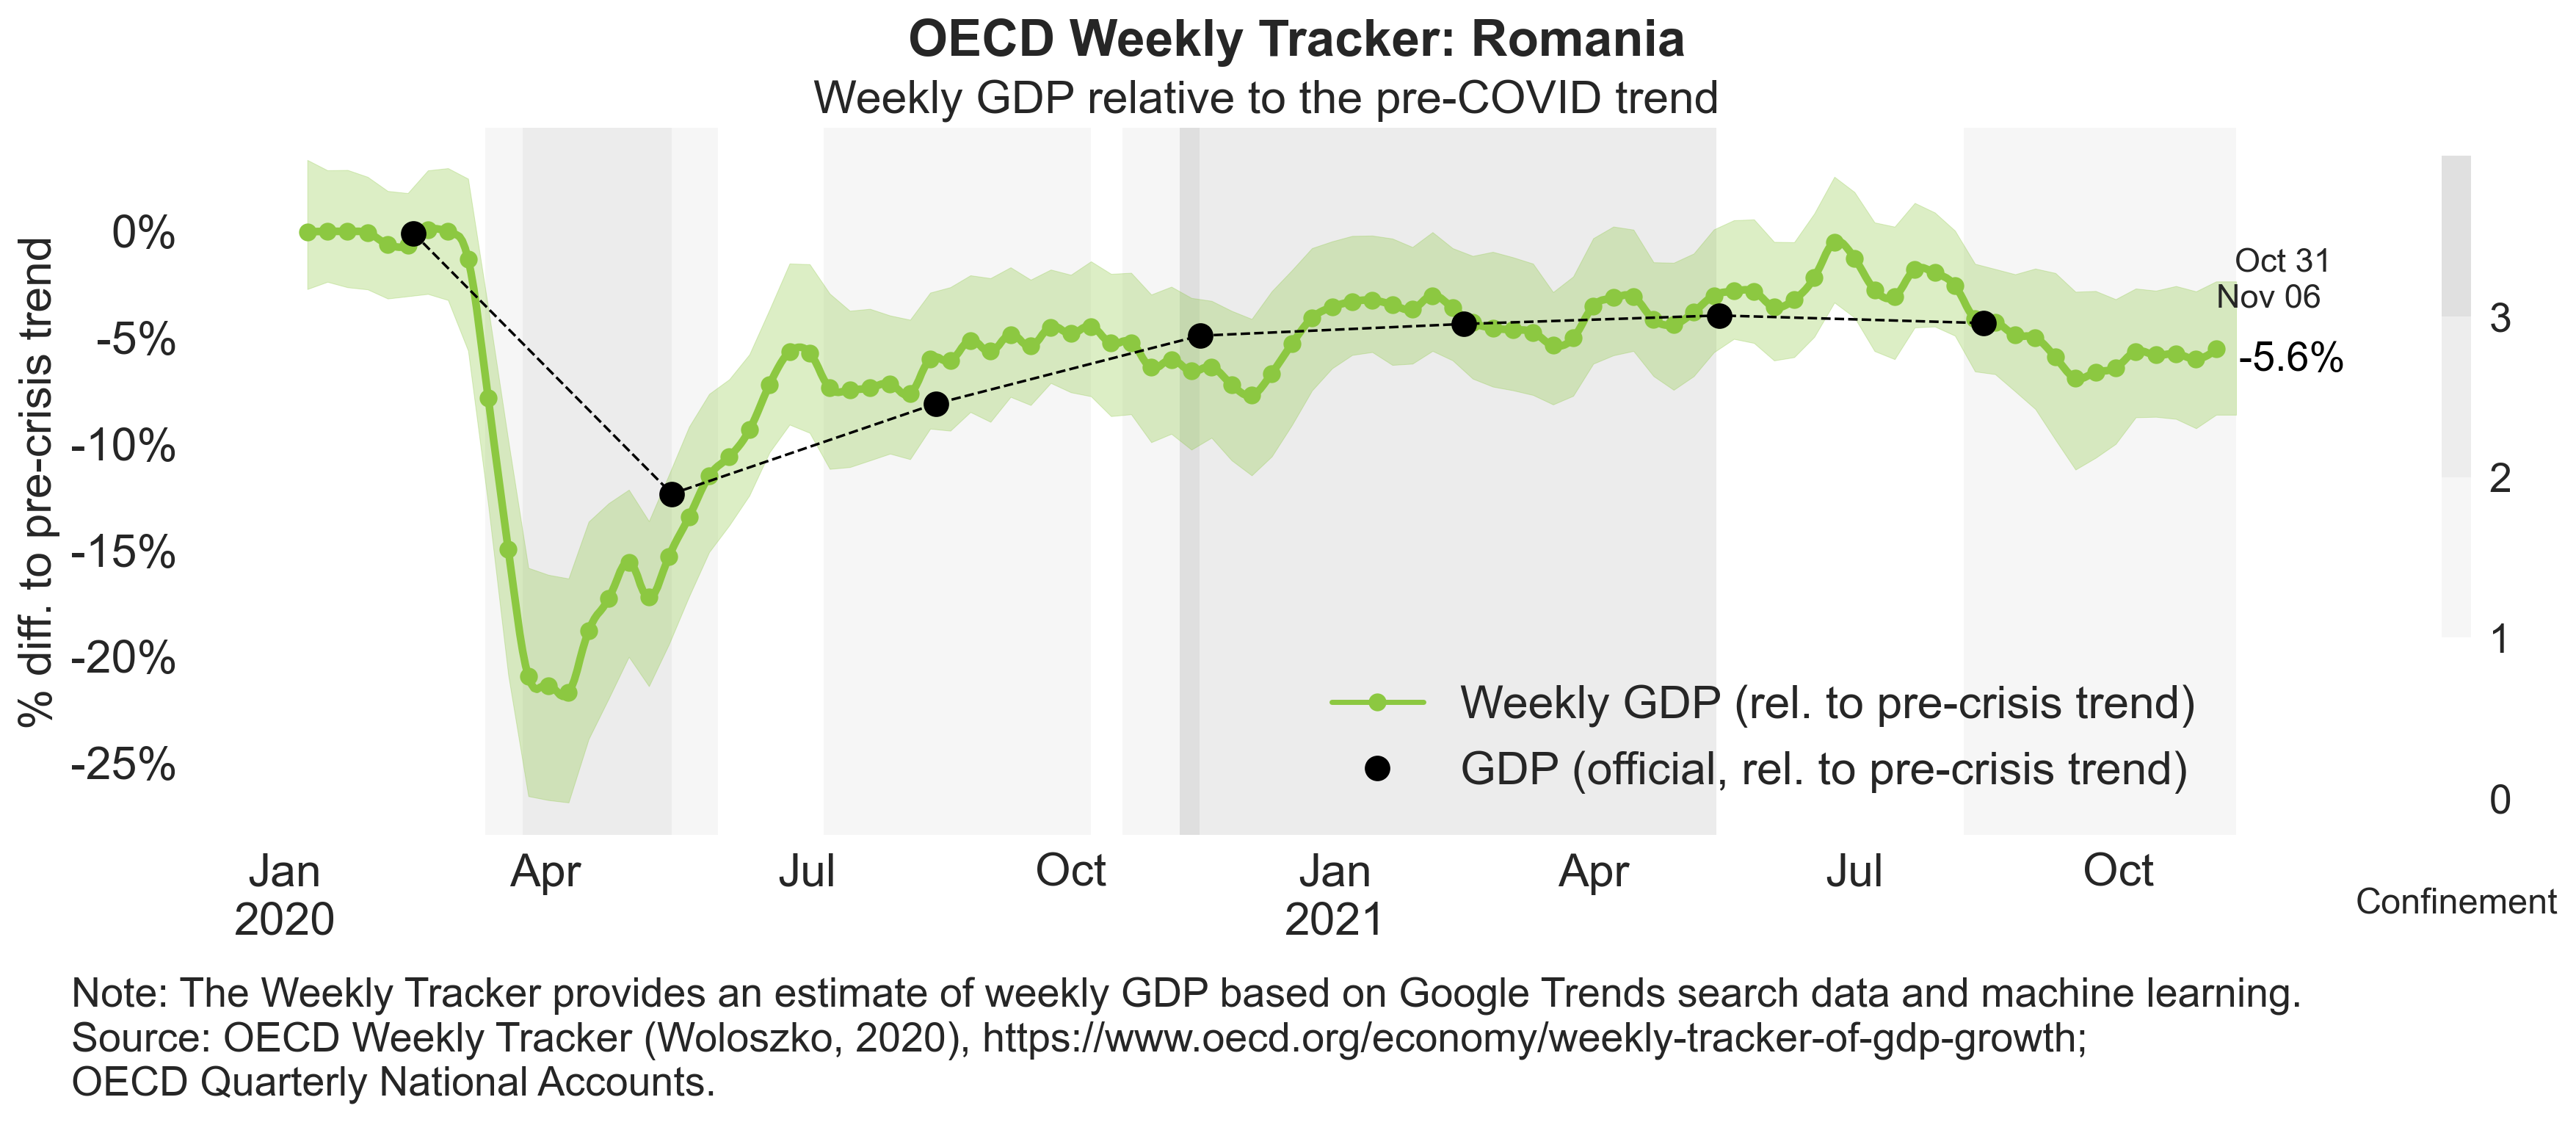 OECD Weekly Tracker: Romania
Weekly GDP relative to the pre-COVID trend
% diff. to pre-crisis trend
0%
-5%
-10%
-15%
-20%
-25%
Oct 31
Nov 06
-5.6%
Weekly GDP (rel. to pre-crisis trend)
GDP (official, rel. to pre-crisis trend)
3
2
1
0
Confinement
Jan Apr Jul Oct Jan Apr Jul Oct
2020 2021
Note: The Weekly Tracker provides an estimate of weekly GDP based on Google Trends search data and machine learning.
Source: OECD Weekly Tracker (Woloszko, 2020), https://www.oecd.org/economy/weekly-tracker-of-gdp-growth;
OECD Quarterly National Accounts.